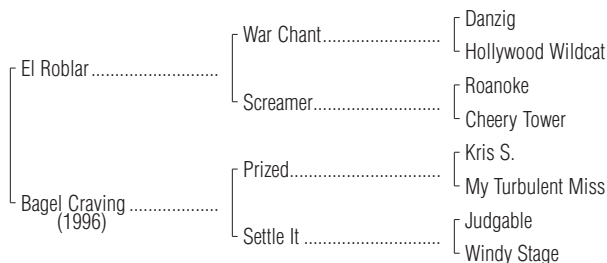 Danzig
War Chant
Hollywood Wildcat
El Roblar
Roanoke
Screamer
Cheery Tower
Kris S.
Prized
My Turbulent Miss
Bagel Craving
(1996)
Judgable
Settle It
Windy Stage